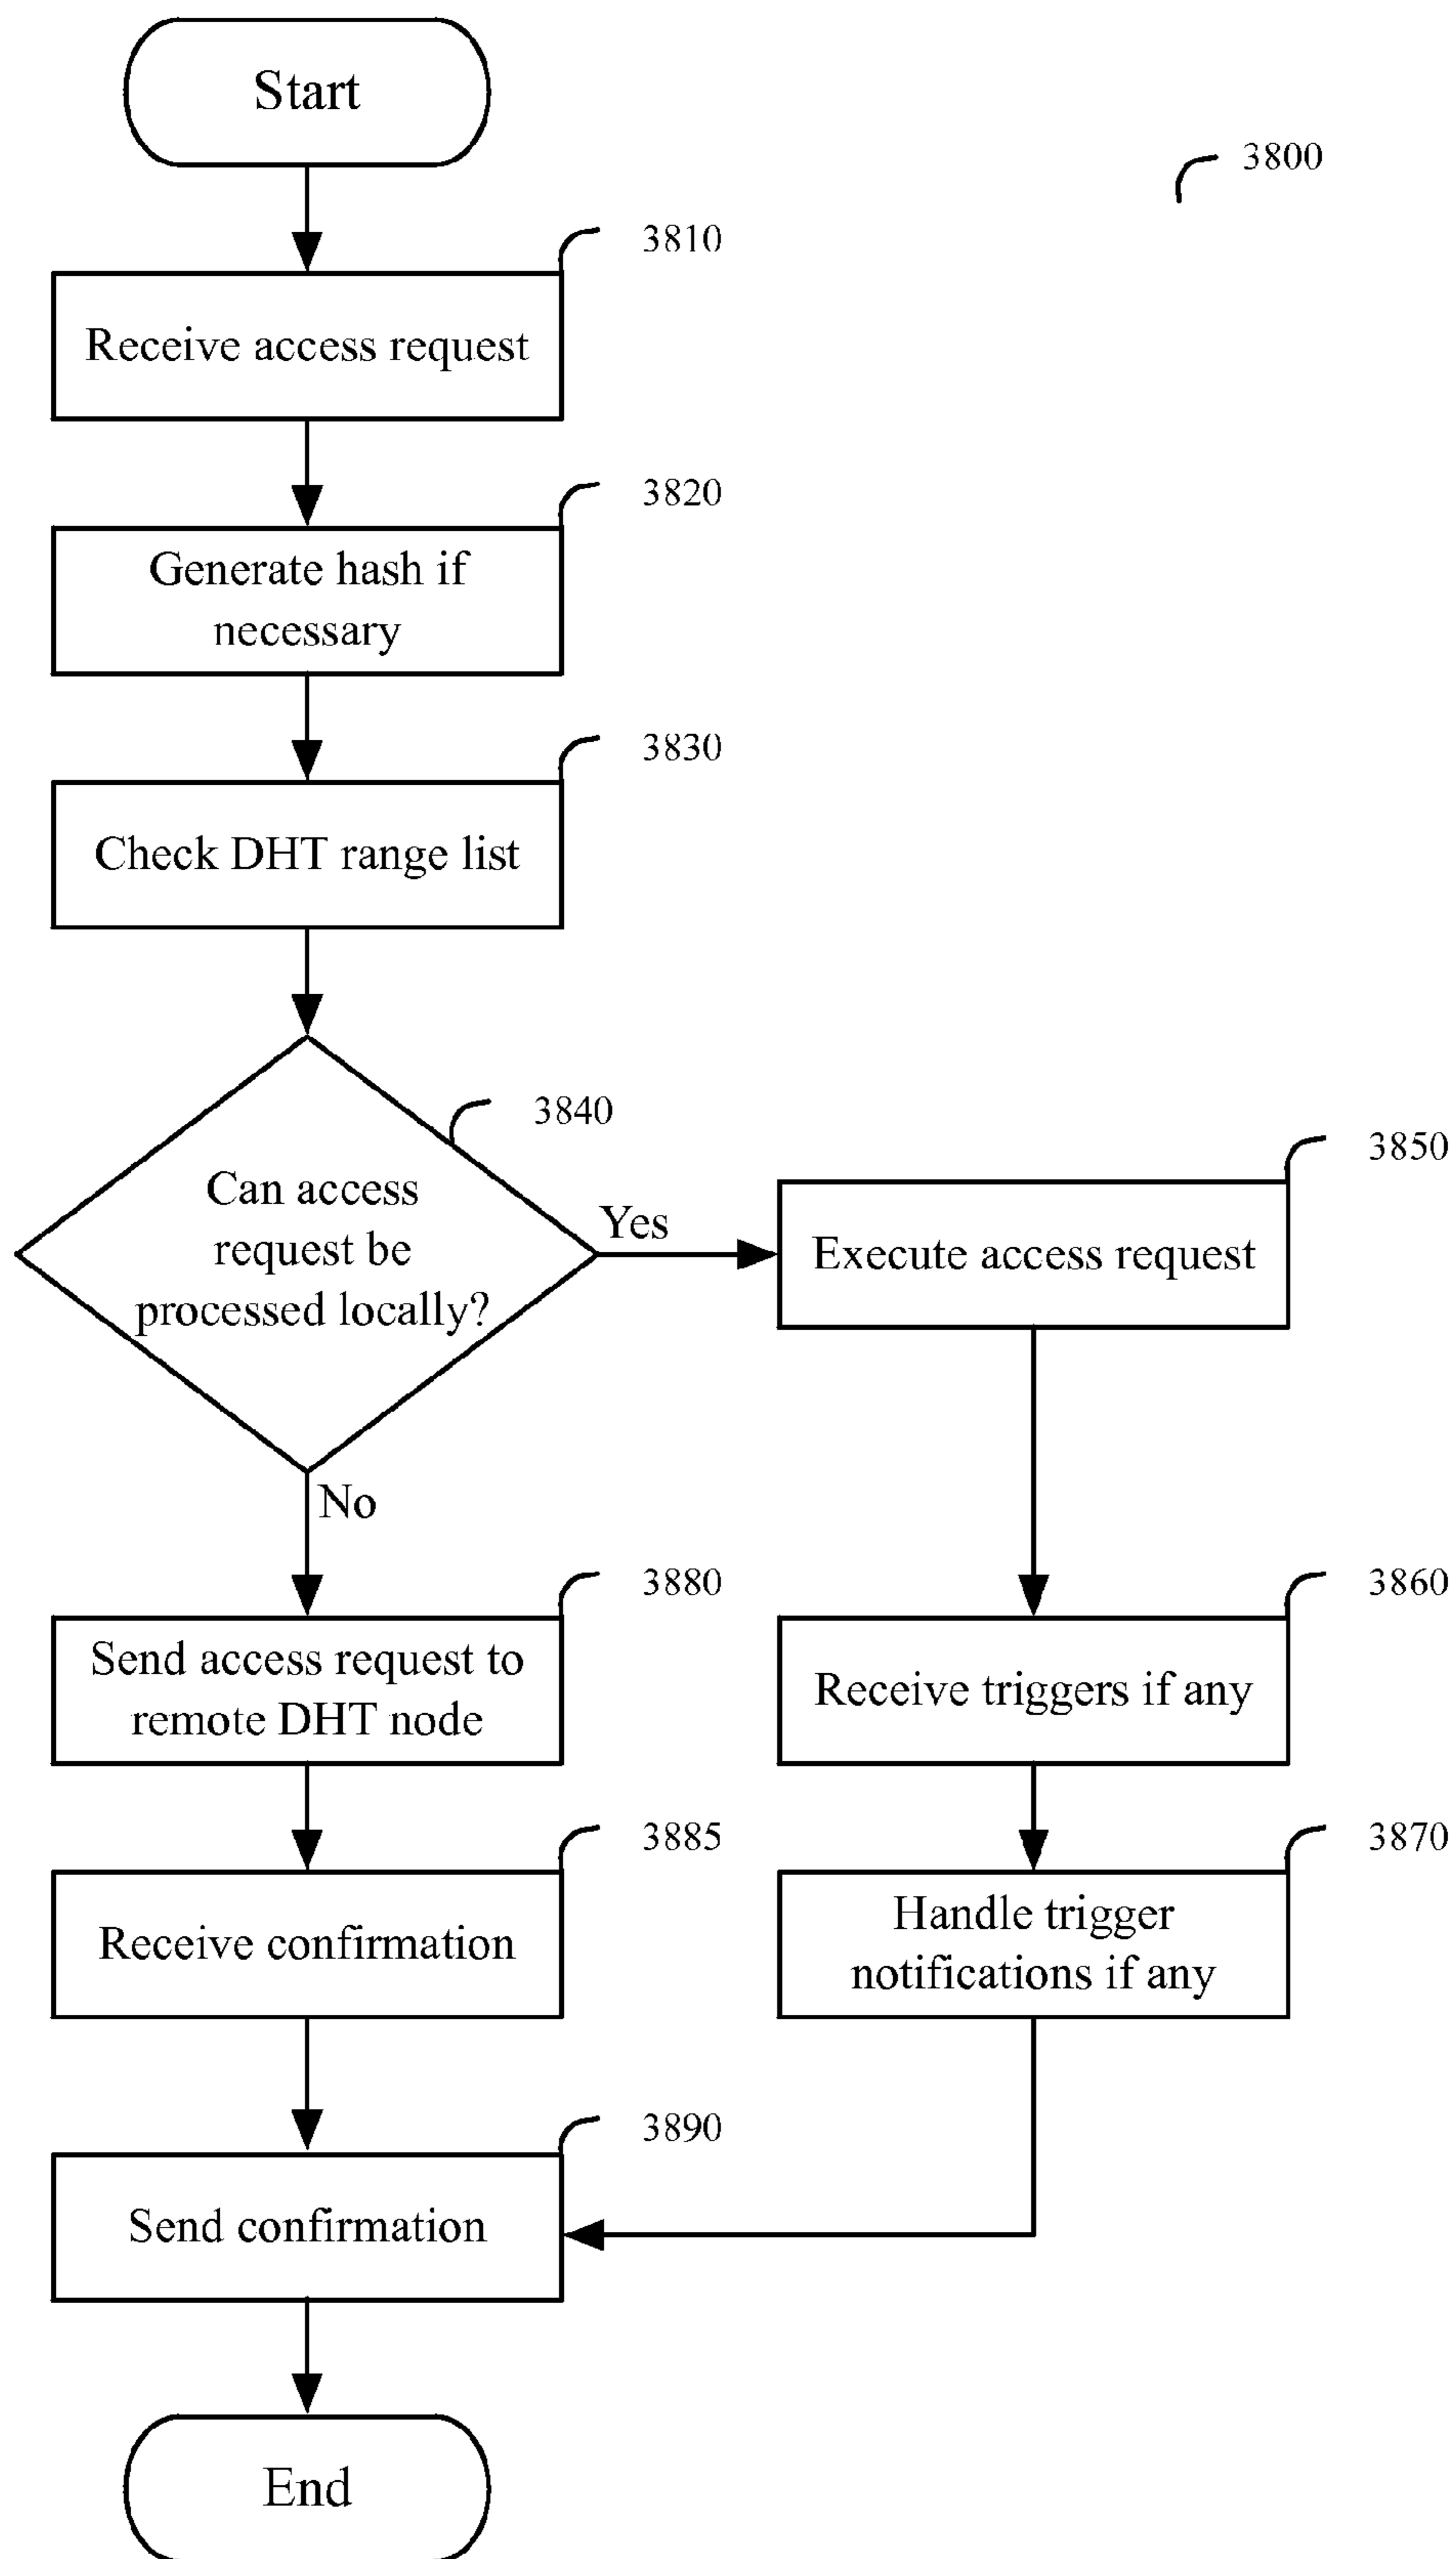 Start
3800
3810
Receive access request
3820
Generate hash if
necessary
3830
Check DHT range list
3840
Can access
request be
processed locally?
Yes
3850
Execute access request
No
3880
Send access request to
remote DHT node
3860
Receive triggers if any
3885
Receive confirmation
3870
Handle trigger
notifications if any
3890
Send confirmation
End